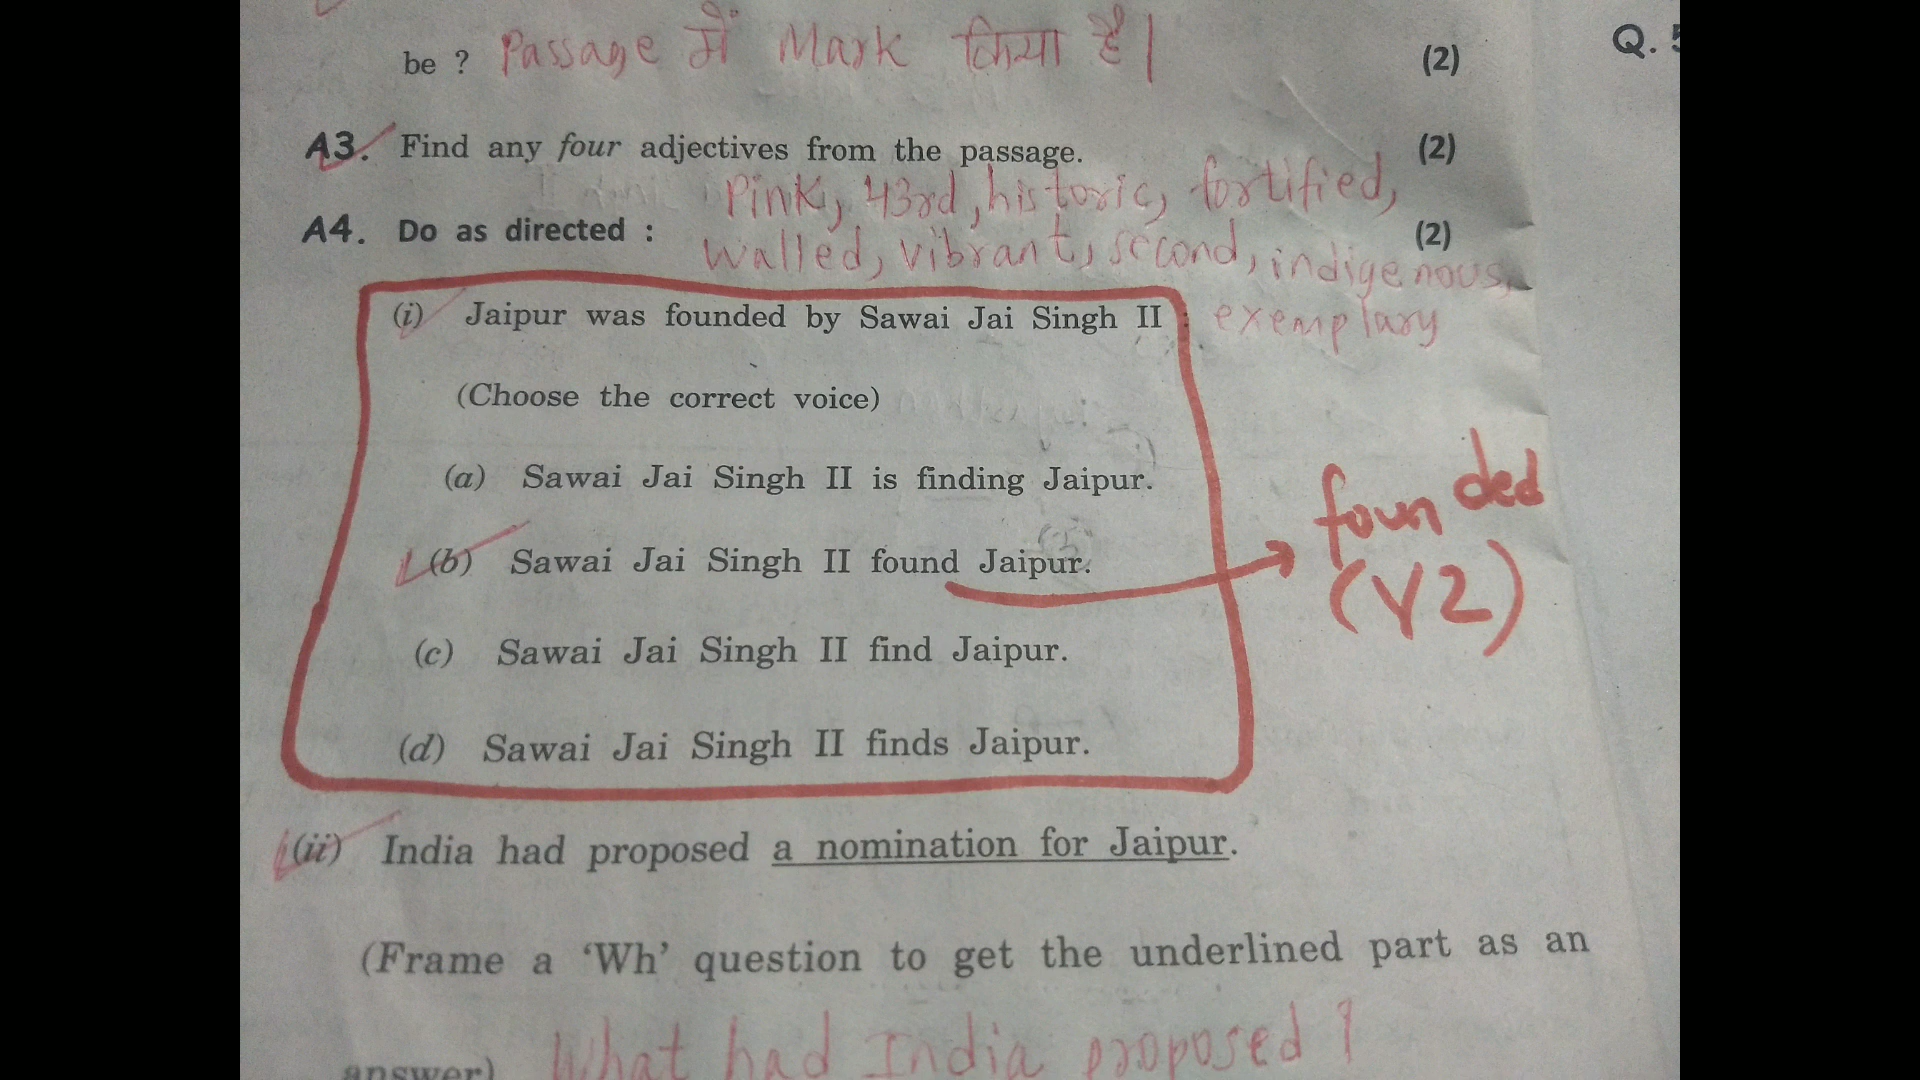 be ? Passage में Mark किया है। (2)
Q. 5
A3. Find any four adjectives from the passage. (2)
Pink, 43rd, historic, fortified,
A4. Do as directed : (2)
walled, vibrant, second, indigenous,
(i) Jaipur was founded by Sawai Jai Singh II :
exemplary
(Choose the correct voice)
(a) Sawai Jai Singh II is finding Jaipur.
(b) Sawai Jai Singh II found Jaipur.
founded
(V2)
(c) Sawai Jai Singh II find Jaipur.
(d) Sawai Jai Singh II finds Jaipur.
(ii) India had proposed a nomination for Jaipur.
(Frame a ‘Wh’ question to get the underlined part as an
answer) What had India proposed ?